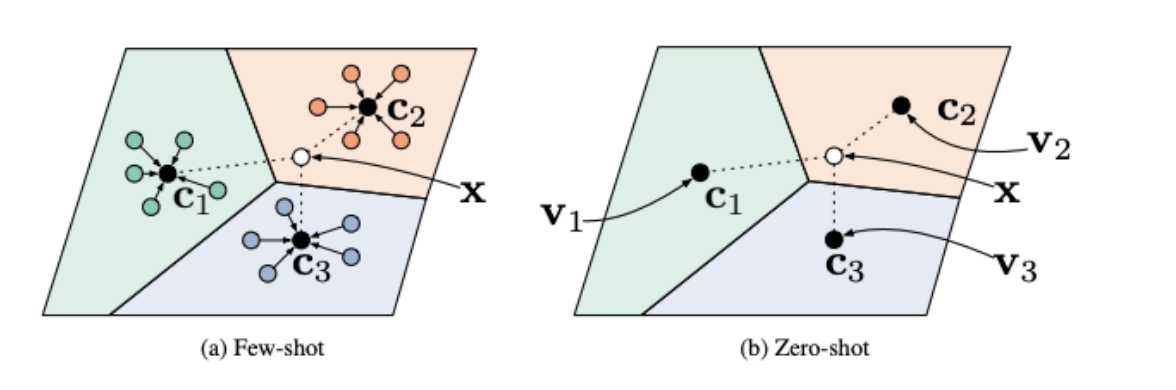 c2
c1
x
c3
(a) Few-shot
c2
v2
c1
x
v1
c3
v3
(b) Zero-shot